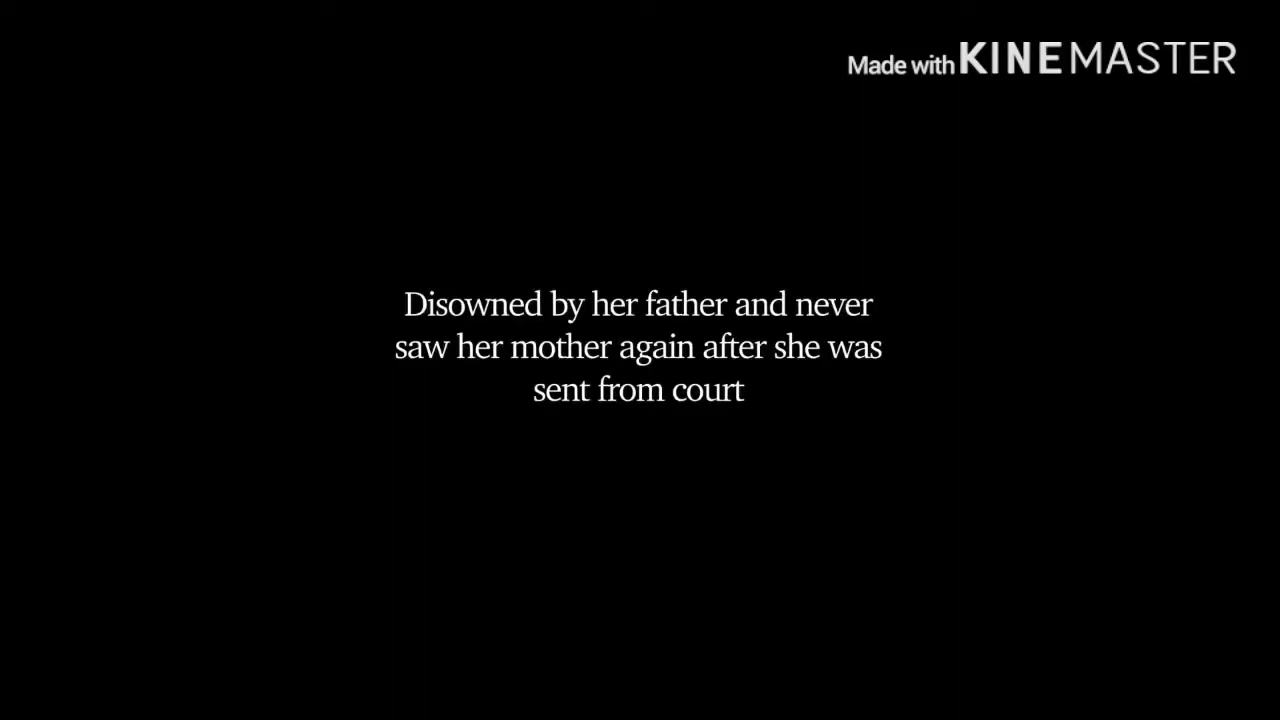 Made with KINEMASTER
Disowned by her father and never
saw her mother again after she was
sent from court